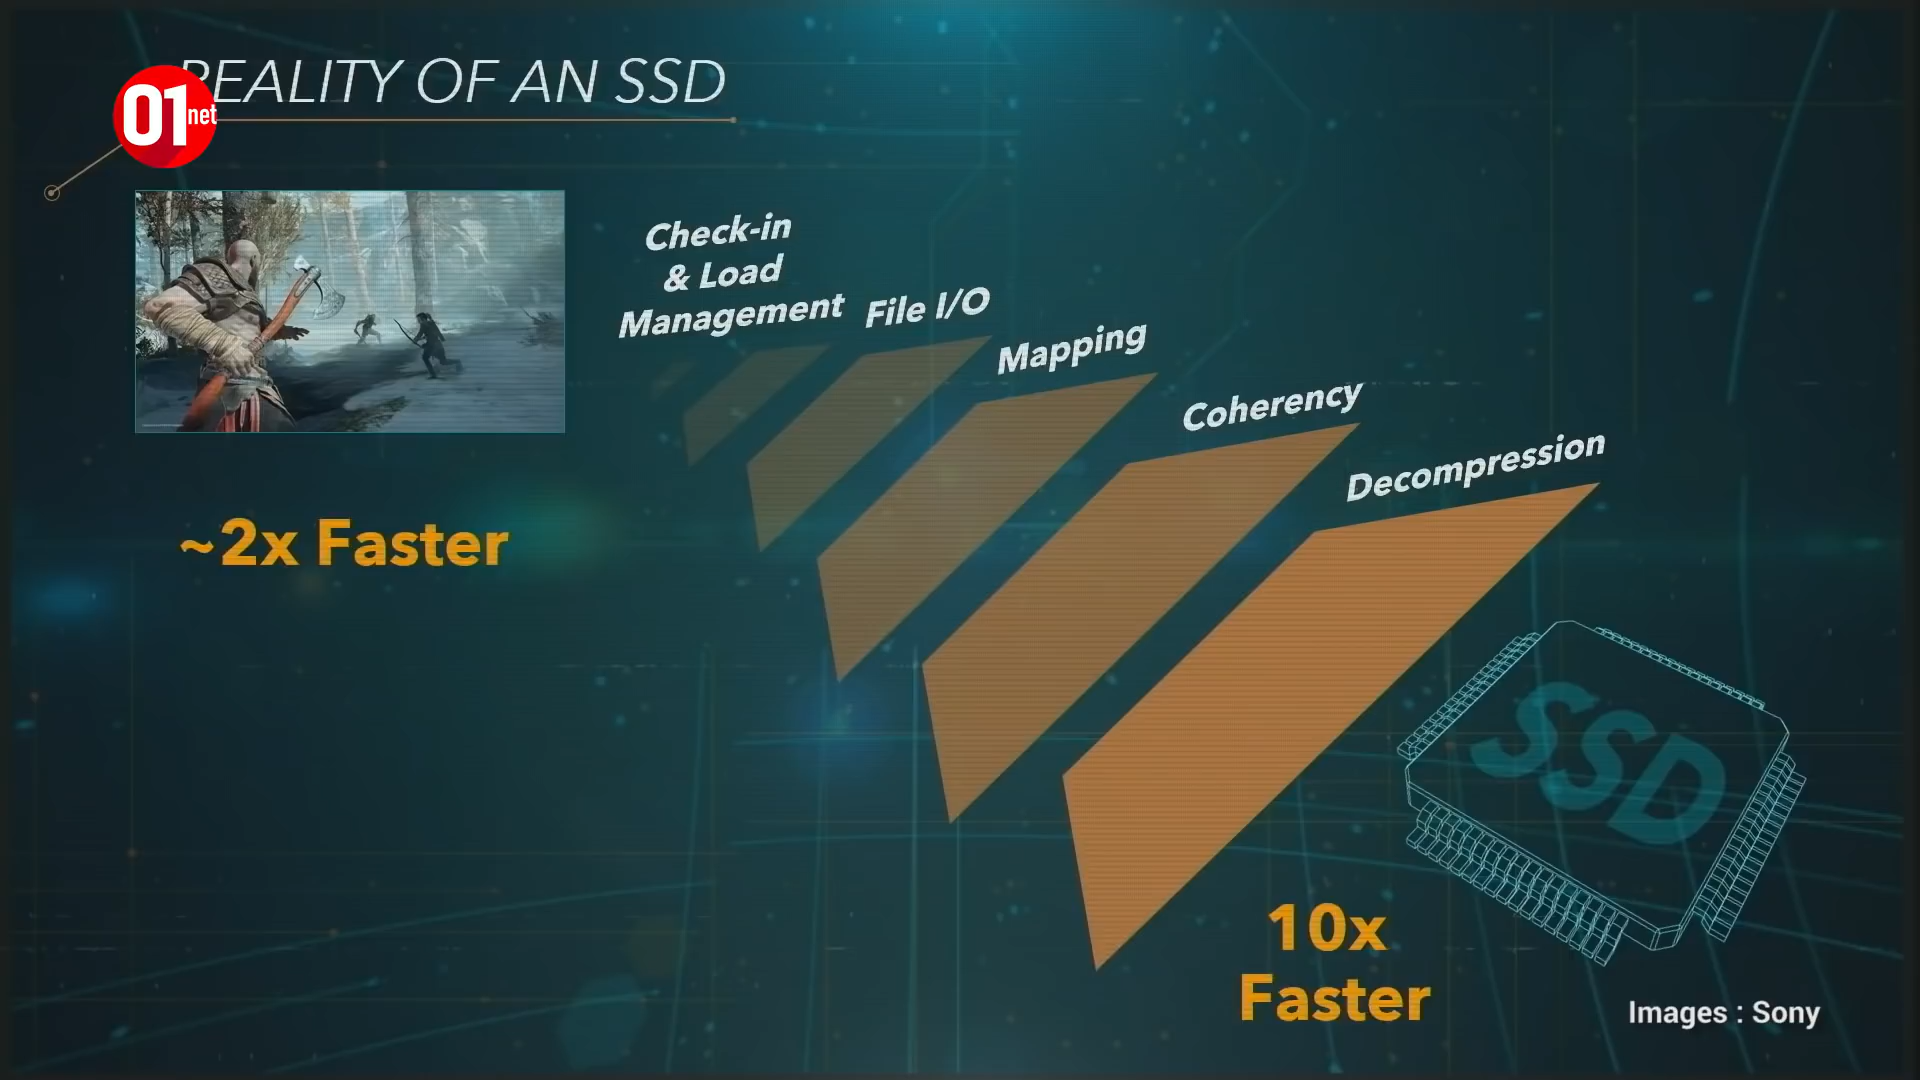 REALITY OF AN SSD
01net
Check-in
& Load
Management
File I/O
Mapping
Coherency
Decompression
~2x Faster
SSD
10x
Faster
Images : Sony